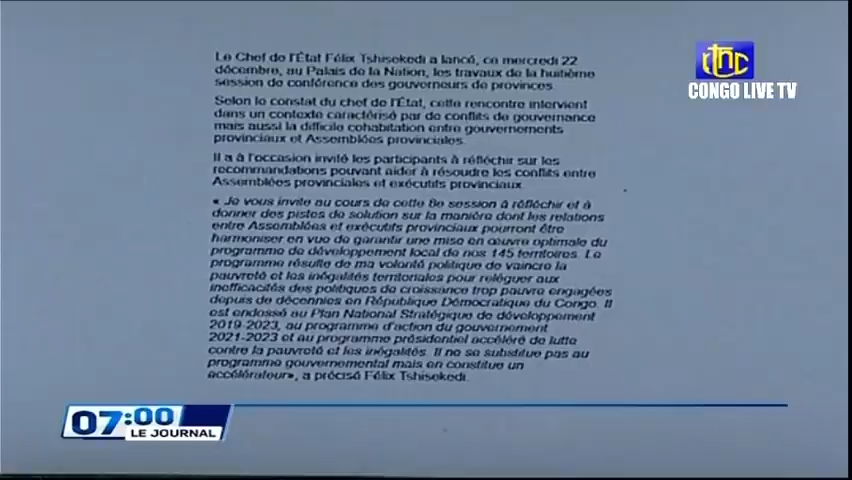 Le Chef de l'État Félix Tshisekedi a lancé, ce mercredi 22
décembre, au Palais de la Nation, les travaux de la huitième
session de conférence des gouverneurs de provinces.
Selon le constat du chef de l'État, cette rencontre intervient
dans un contexte caractérisé par de conflits de gouvernance
mais aussi la difficile cohabitation entre gouvernements
provinciaux et Assemblées provinciales.
Il a à l'occasion invité les participants à réfléchir sur les
recommandations pouvant aider à résoudre les conflits entre
Assemblées provinciales et exécutifs provinciaux
« Je vous invite au cours de cette 8e session à réfléchir et à
donner des pistes de solution sur la manière dont les relations
entre Assemblées et exécutifs provinciaux pourront être
harmoniser en vue de garantir une mise en œuvre optimale du
programme de développement local de nos 145 territoires. Le
programme résulte de ma volonté politique de vaincre la
pauvreté et les inégalités territoriales pour reléguer aux
inefficacités des politiques de croissance trop pauvre engagées
depuis de décennies en République Démocratique du Congo. Il
est endossé au Plan National Stratégique de développement
2019-2023, au programme d'action du gouvernement
2021-2023 et au programme présidentiel accéléré de lutte
contre la pauvreté et les inégalités. Il ne se substitue pas au
programme gouvernemental mais en constitue un
accélérateur», a précisé Félix Tshisekedi.
tnc
CONGO LIVE TV
07:00
LE JOURNAL